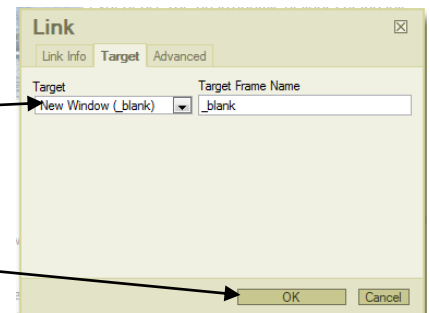 Link
Link Info Target Advanced
Target Target Frame Name
New Window (_blank) _blank
OK Cancel